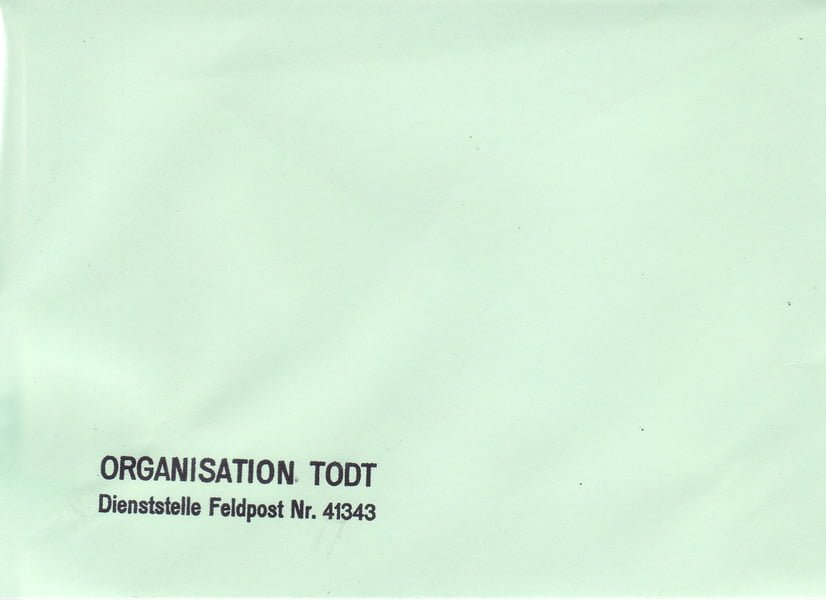 ORGANISATION TODT
Dienststelle Feldpost Nr. 41343